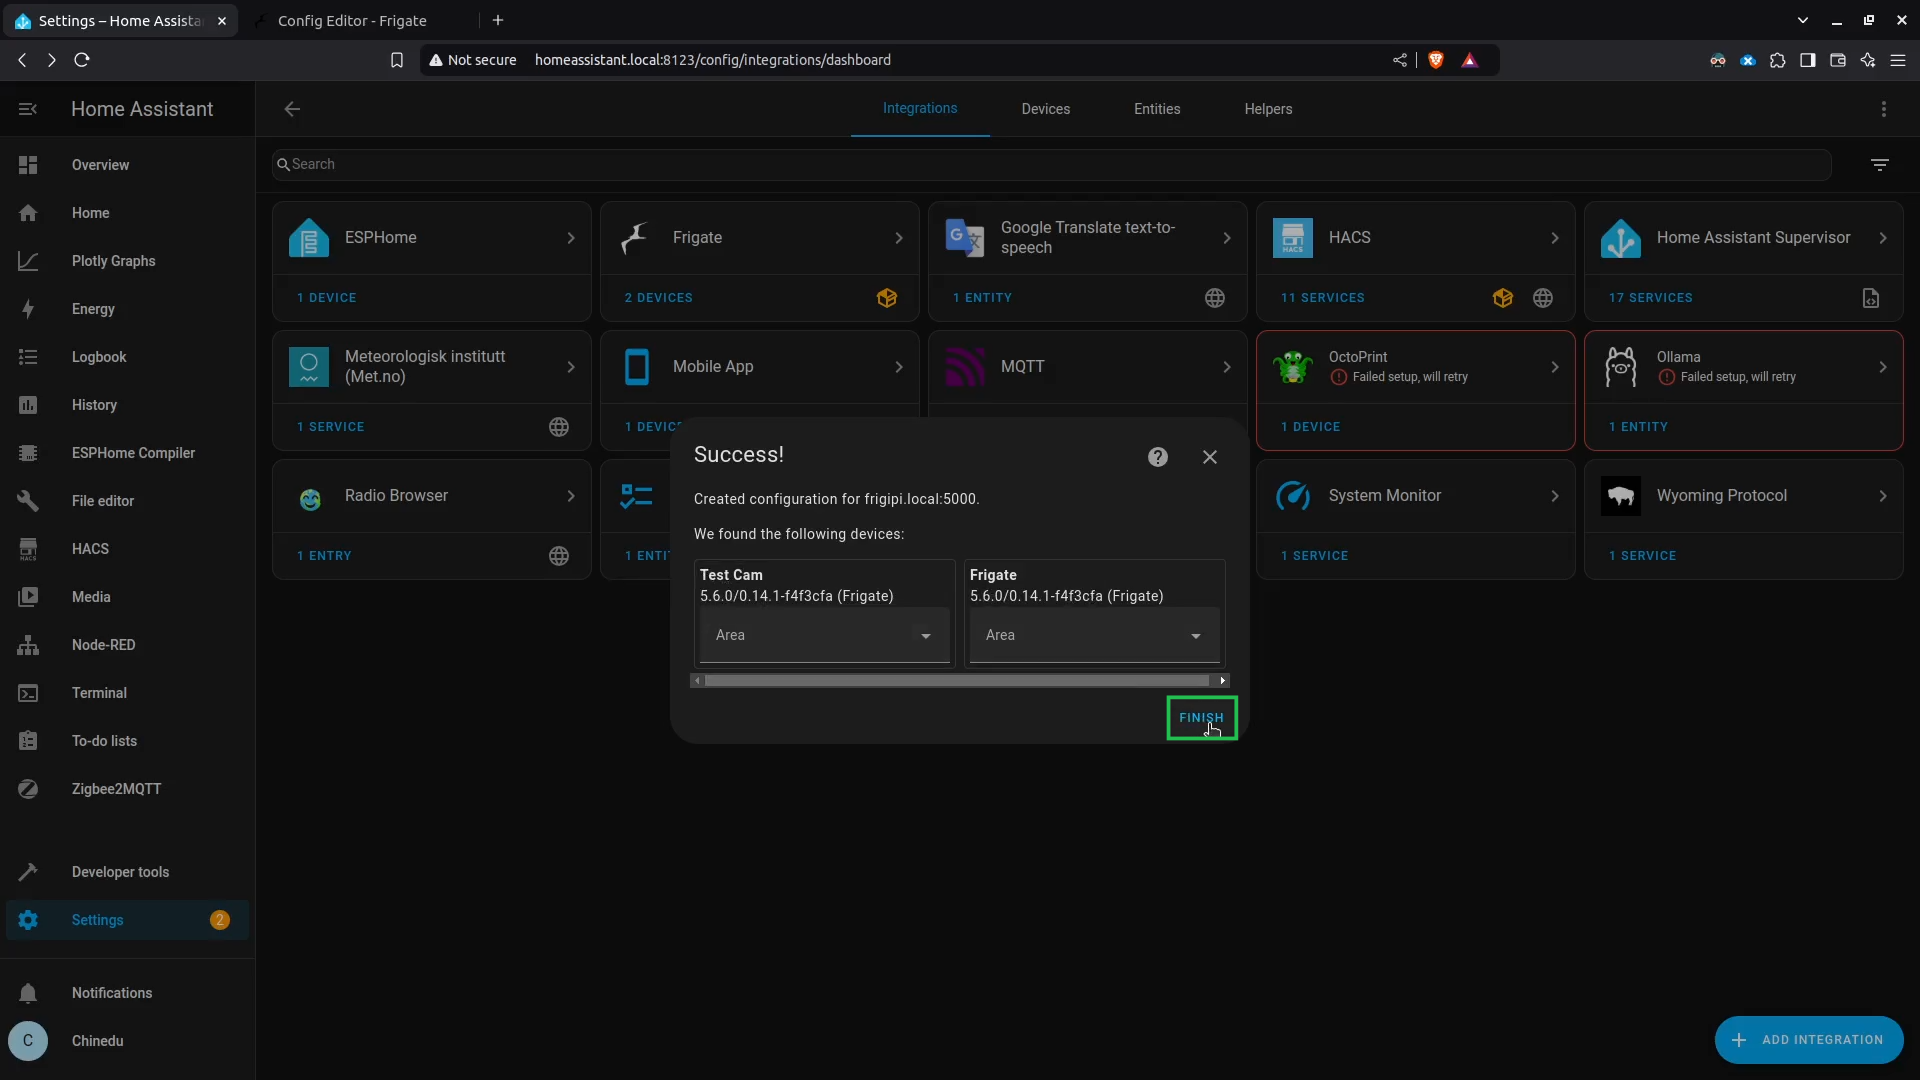 Settings – Home Assista
Config Editor - Frigate
Not secure
homeassistant.local:8123/config/integrations/dashboard
Home Assistant
Integrations
Devices
Entities
Helpers
Search
Overview
Home
Plotly Graphs
Energy
Logbook
History
ESPHome Compiler
File editor
HACS
HACS
Media
Node-RED
Terminal
To-do lists
Zigbee2MQTT
Developer tools
Settings
2
Notifications
C
Chinedu
ESPHome
1 DEVICE
Frigate
2 DEVICES
G
Google Translate text-to-
speech
1 ENTITY
HACS
HACS
11 SERVICES
Home Assistant Supervisor
17 SERVICES
Meteorologisk institutt
(Met.no)
1 SERVICE
Mobile App
1 DEVIC
MQTT
OctoPrint
Failed setup, will retry
1 DEVICE
Ollama
Failed setup, will retry
1 ENTITY
Radio Browser
1 ENTRY
1 ENTI
System Monitor
1 SERVICE
Wyoming Protocol
1 SERVICE
Success!
Created configuration for frigipi.local:5000.
We found the following devices:
Test Cam
5.6.0/0.14.1-f4f3cfa (Frigate)
Area
Frigate
5.6.0/0.14.1-f4f3cfa (Frigate)
Area
FINISH
ADD INTEGRATION